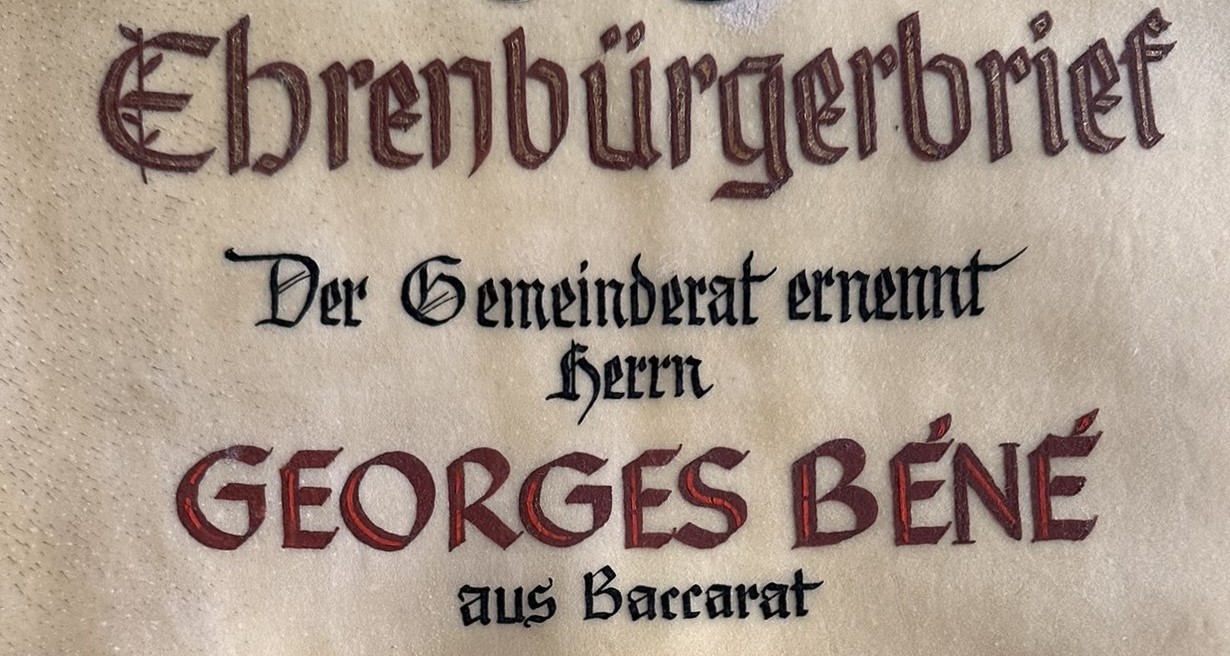 Ehrenbürgerbrief
Der Gemeinderat ernennt
Herrn
GEORGES BÉNÉ
aus Baccarat